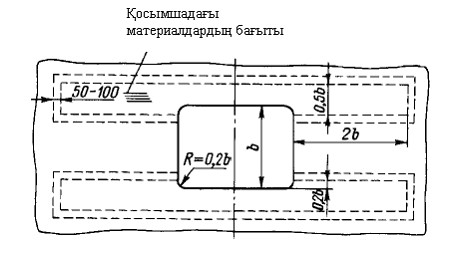 Қосымшадағы
материалдардың бағыты
50-100
0,5b
b
2b
R=0,2b
0,2b